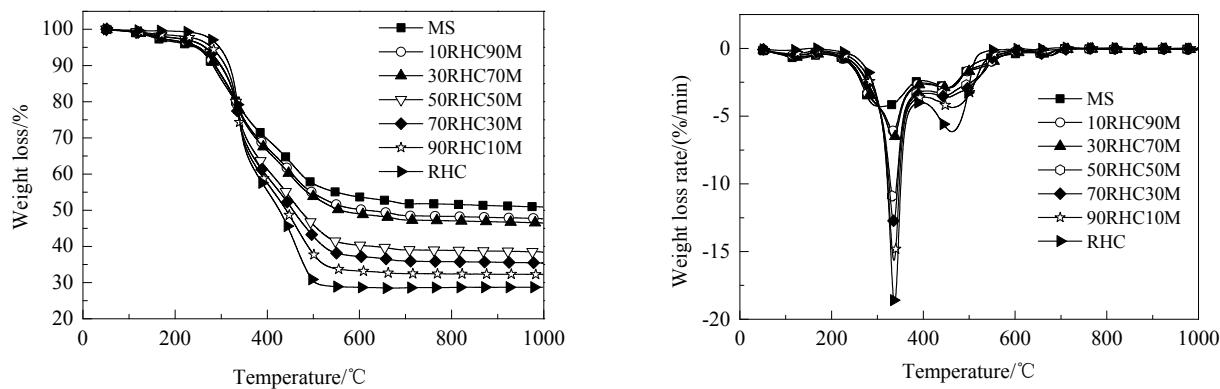 100
90
80
70
60
50
40
30
20
0 200 400 600 800 1000
Weight loss/%
Temperature/℃
MS
10RHC90M
30RHC70M
50RHC50M
70RHC30M
90RHC10M
RHC
0
-5
-10
-15
-20
0 200 400 600 800 1000
Weight loss rate/(%/min)
Temperature/℃
MS
10RHC90M
30RHC70M
50RHC50M
70RHC30M
90RHC10M
RHC